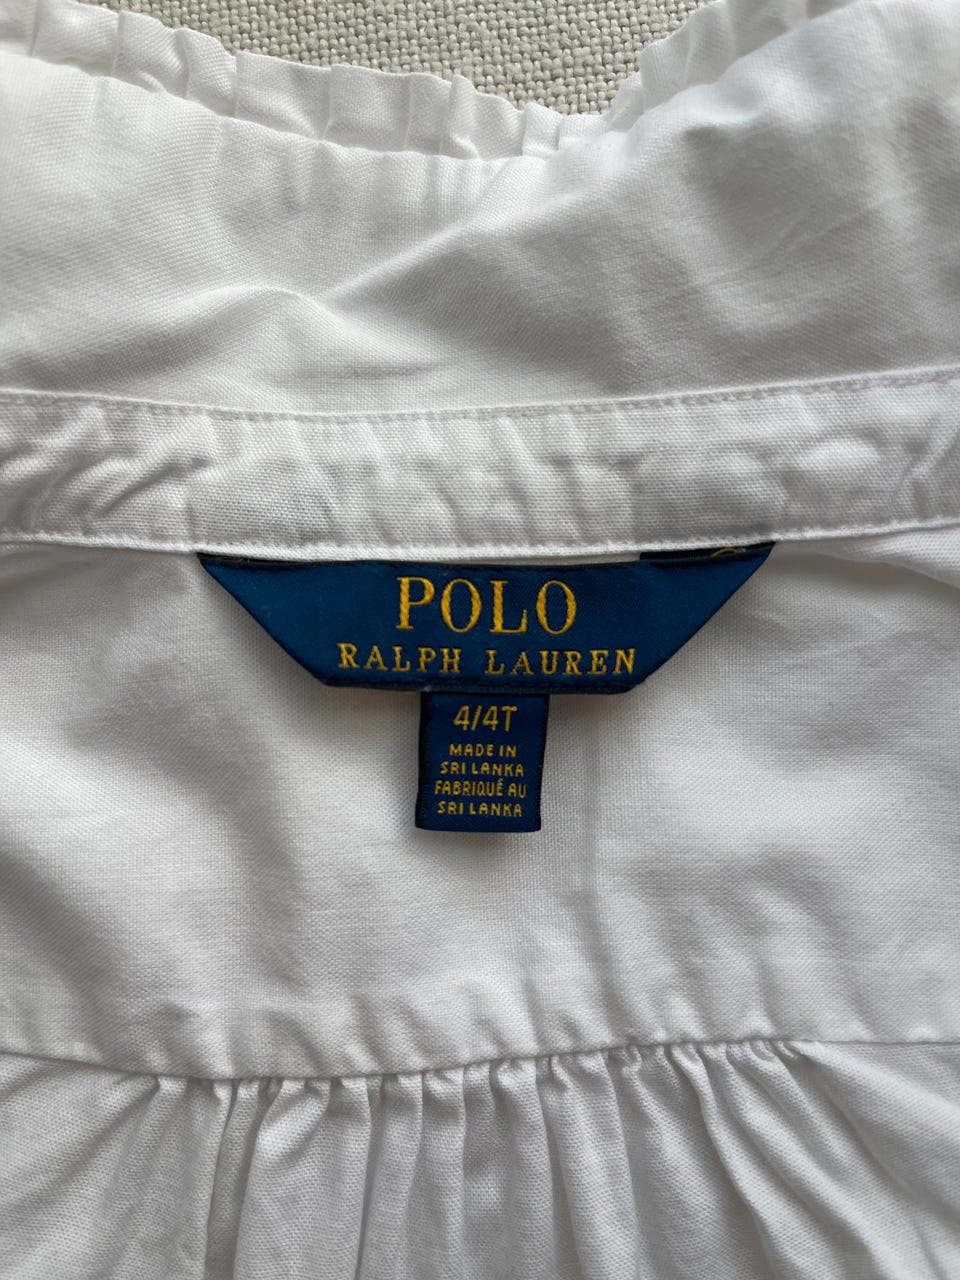 POLO
RALPH LAUREN
4/4T
MADE IN
SRI LANKA
FABRIQUÉ AU
SRI LANKA